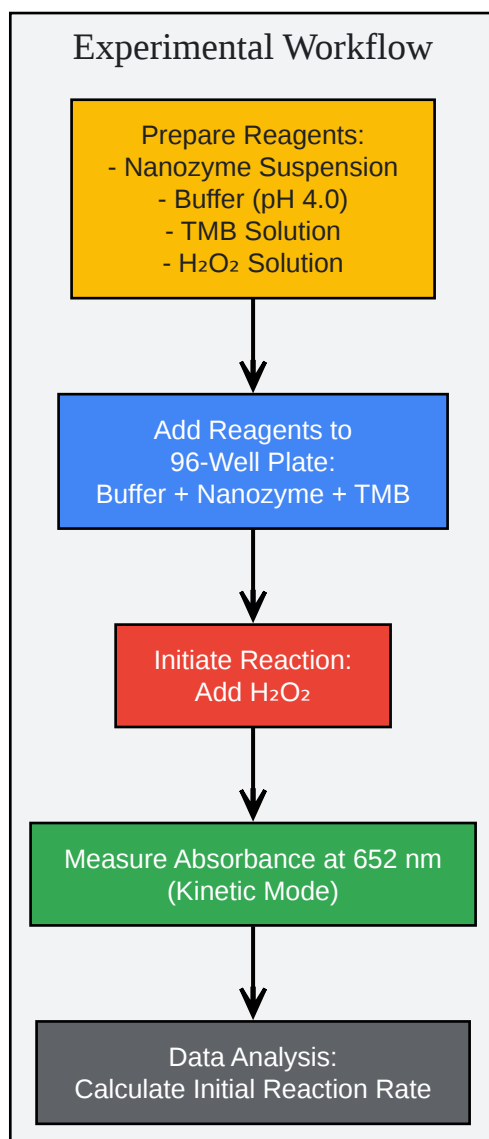 Experimental Workflow
Prepare Reagents:
- Nanozyme Suspension
- Buffer (pH 4.0)
- TMB Solution
- H₂O₂ Solution
Add Reagents to
96-Well Plate:
Buffer + Nanozyme + TMB
Initiate Reaction:
Add H₂O₂
Measure Absorbance at 652 nm
(Kinetic Mode)
Data Analysis:
Calculate Initial Reaction Rate